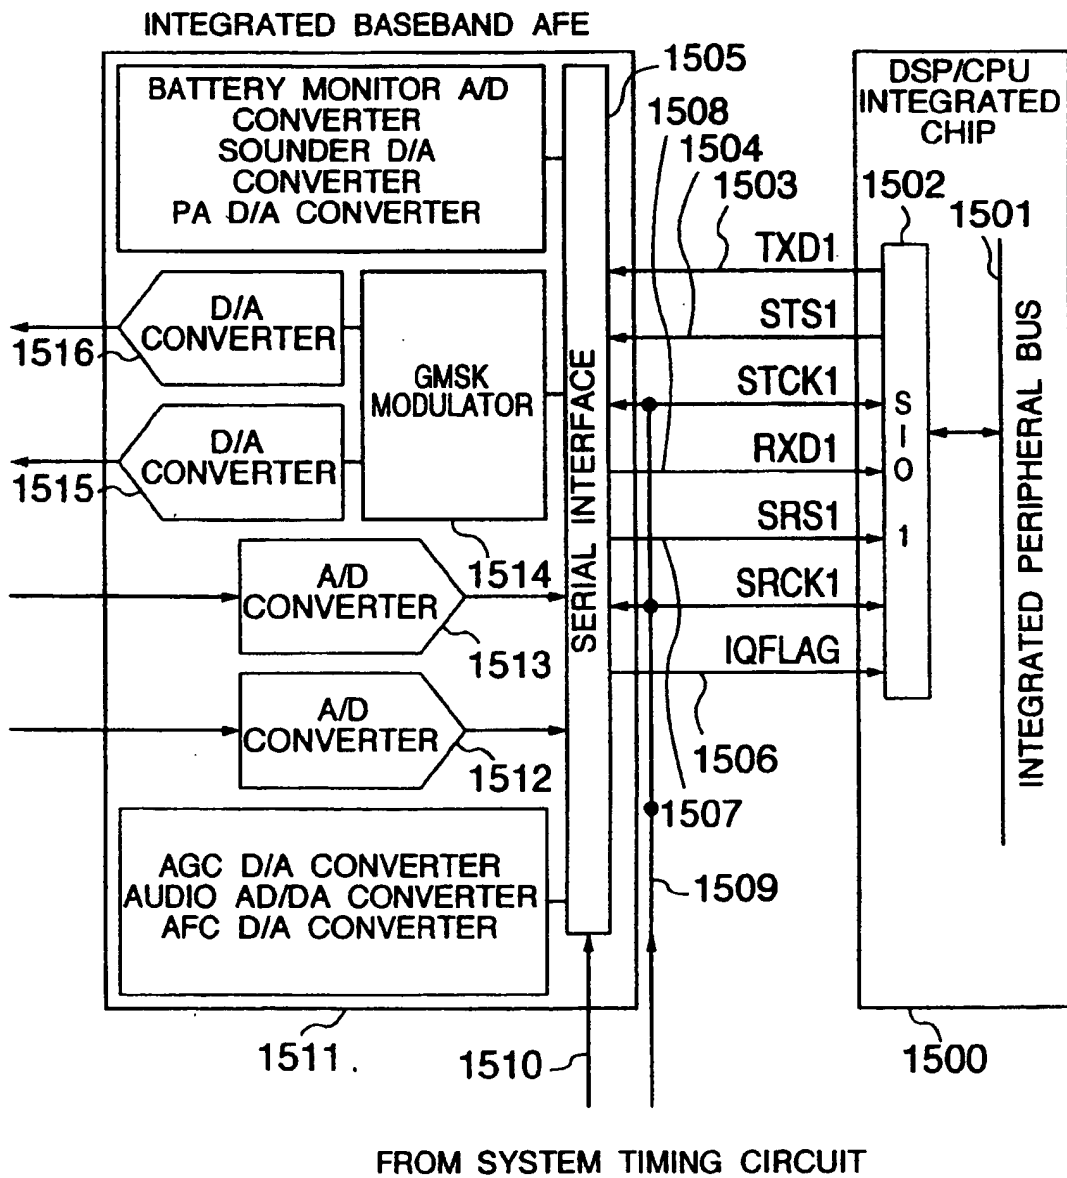 INTEGRATED BASEBAND AFE
BATTERY MONITOR A/D
CONVERTER
SOUNDER D/A
CONVERTER
PA D/A CONVERTER
D/A
CONVERTER
1516
D/A
CONVERTER
1515
GMSK
MODULATOR
1514
A/D
CONVERTER
1513
A/D
CONVERTER
1512
AGC D/A CONVERTER
AUDIO AD/DA CONVERTER
AFC D/A CONVERTER
1511
SERIAL INTERFACE
1505
1508
1504
1503
TXD1
STS1
STCK1
RXD1
SRS1
SRCK1
IQFLAG
1506
1507
1509
1510
DSP/CPU
INTEGRATED
CHIP
1502
1501
SIO 1
INTEGRATED PERIPHERAL BUS
1500
FROM SYSTEM TIMING CIRCUIT